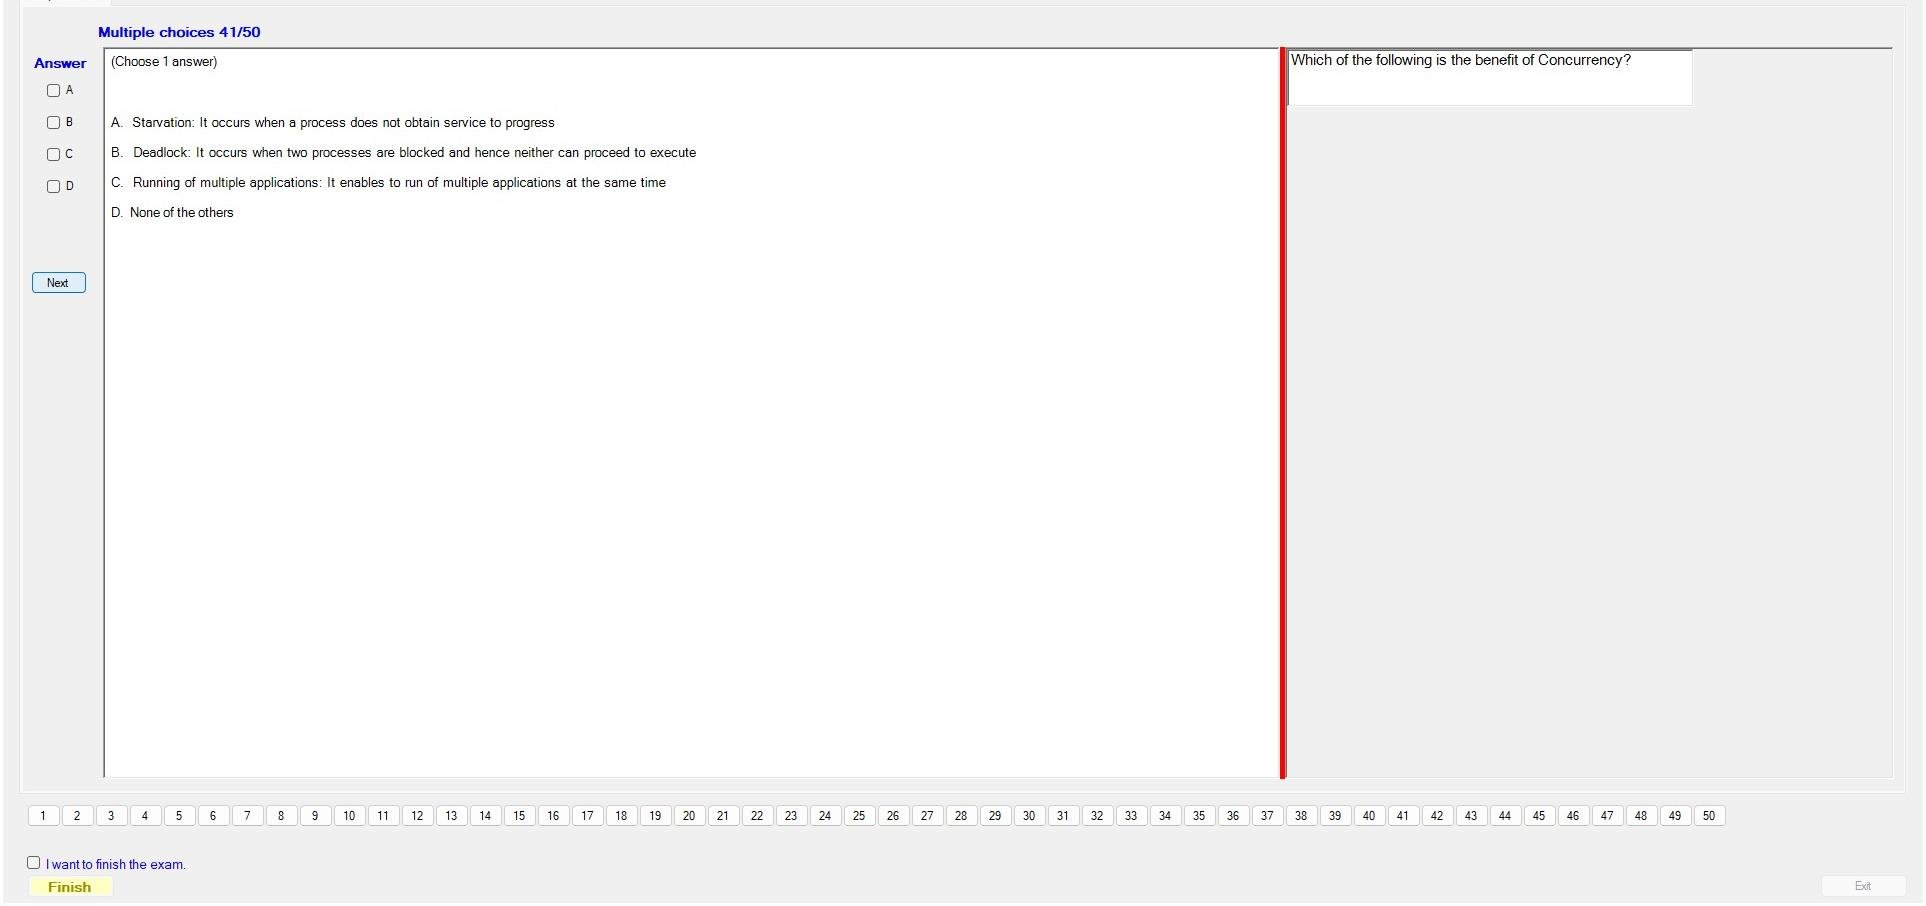 Multiple choices 41/50
Answer
(Choose 1 answer)
Which of the following is the benefit of Concurrency?
A
B
C
D
A. Starvation: It occurs when a process does not obtain service to progress
B. Deadlock: It occurs when two processes are blocked and hence neither can proceed to execute
C. Running of multiple applications: It enables to run of multiple applications at the same time
D. None of the others
Next
1 2 3 4 5 6 7 8 9 10 11 12 13 14 15 16 17 18 19 20 21 22 23 24 25 26 27 28 29 30 31 32 33 34 35 36 37 38 39 40 41 42 43 44 45 46 47 48 49 50
I want to finish the exam.
Finish
Exit